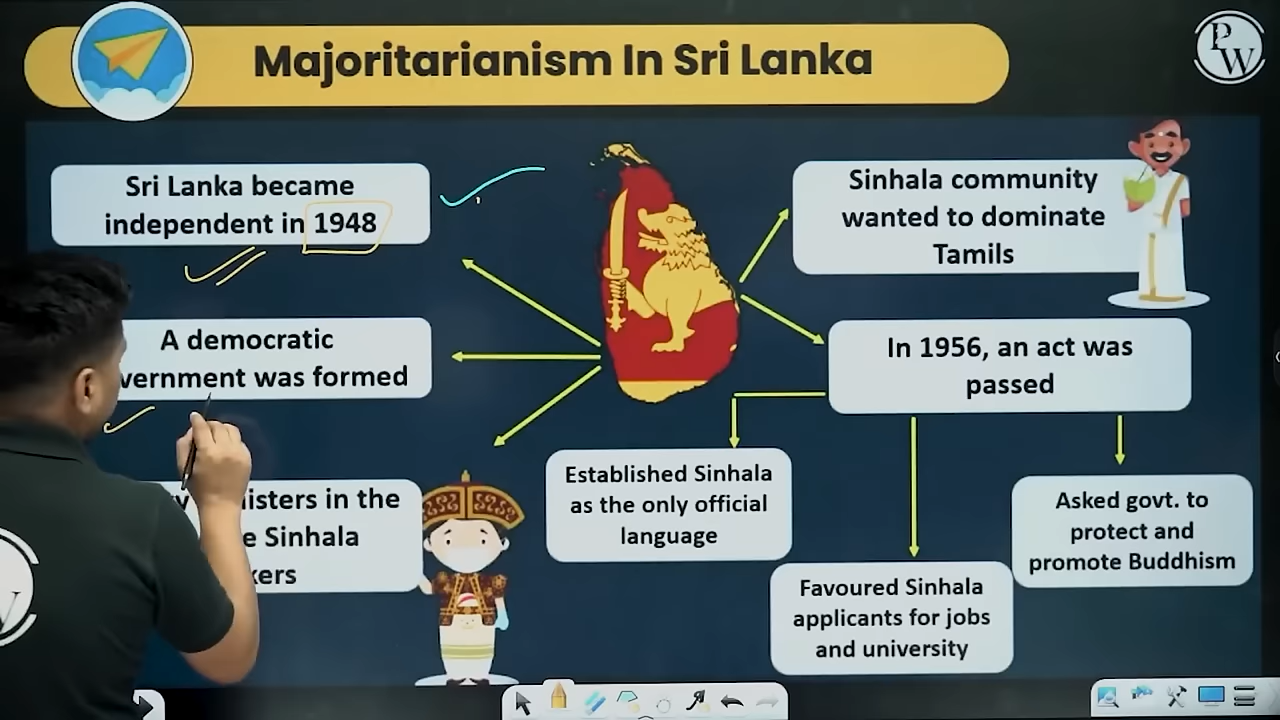 Majoritarianism In Sri Lanka
PW
Sri Lanka became
independent in 1948
A democratic
vernment was formed
isters in the
e Sinhala
kers
Sinhala community
wanted to dominate
Tamils
In 1956, an act was
passed
Established Sinhala
as the only official
language
Favoured Sinhala
applicants for jobs
and university
Asked govt. to
protect and
promote Buddhism
W